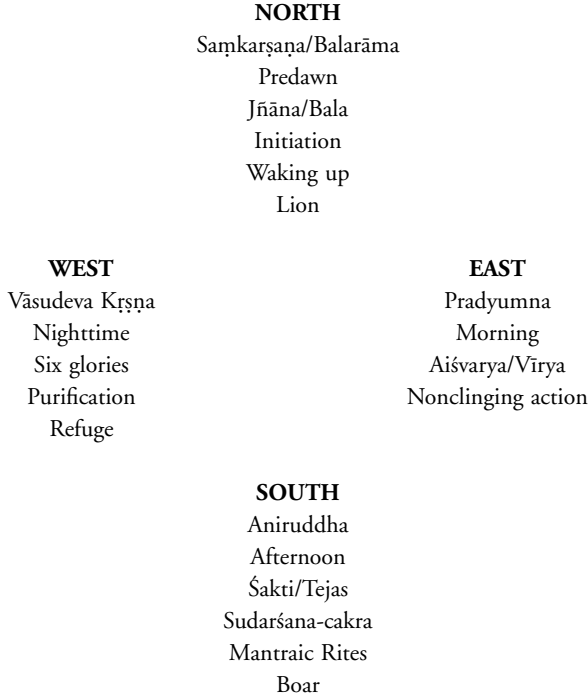 NORTH
Saṃkarṣaṇa/Balarāma
Predawn
Jñāna/Bala
Initiation
Waking up
Lion
WEST
Vāsudeva Kṛṣṇa
Nighttime
Six glories
Purification
Refuge
EAST
Pradyumna
Morning
Aiśvarya/Vīrya
Nonclinging action
SOUTH
Aniruddha
Afternoon
Śakti/Tejas
Sudarśana-cakra
Mantraic Rites
Boar